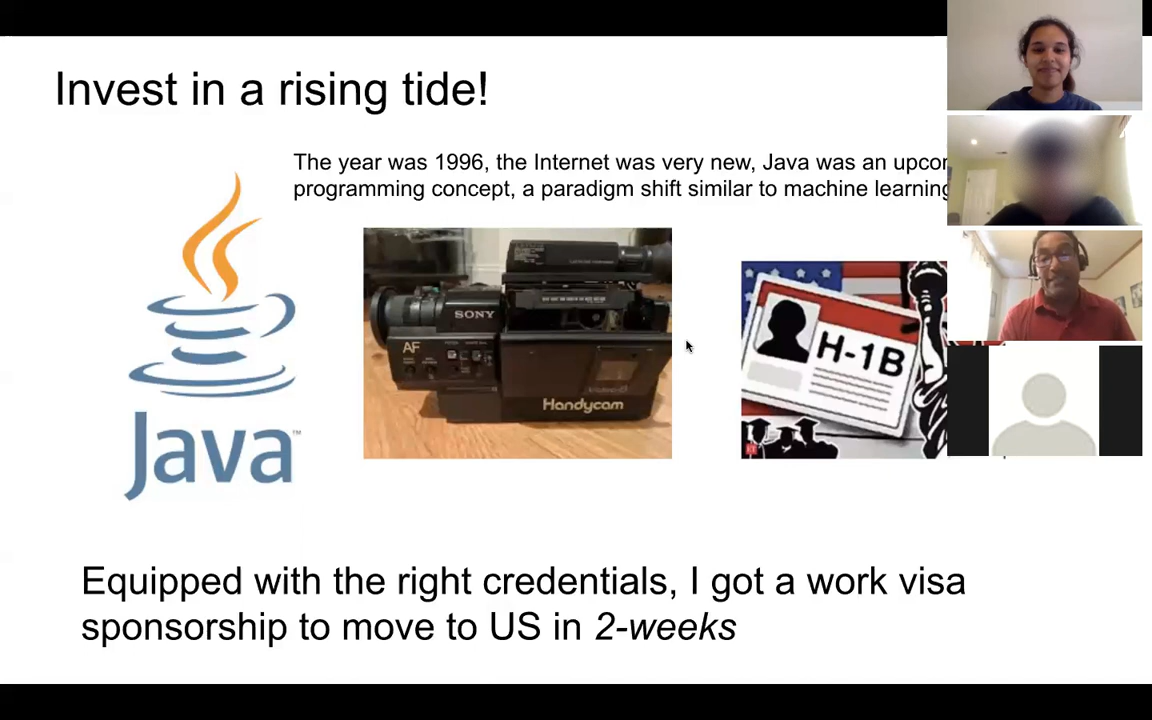 Invest in a rising tide!
The year was 1996, the Internet was very new, Java was an
programming concept, a paradigm shift similar to machine learning
SONY
AF
Handycam
H-1B
Java™
Equipped with the right credentials, I got a work visa
sponsorship to move to US in 2-weeks